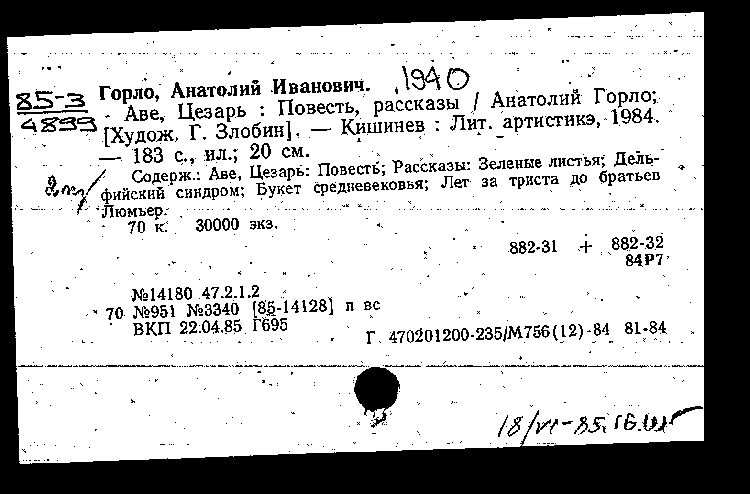 85-3
4899
Горло, Анатолий Иванович. 1940
Аве, Цезарь : Повесть, рассказы / Анатолий Горло;
[Худож. Г. Злобин]. — Кишинев : Лит. артистикэ, 1984.
— 183 с., ил.; 20 см.
Содерж.: Аве, Цезарь: Повесть; Рассказы: Зеленые листья; Дель-
фийский синдром; Букет средневековья; Лет за триста до братьев
Люмьер.
70 к. 30000 экз.
882-31 + 882-32
84Р7
№14180 47.2.1.2
70 №951 №3340 [85-14128] п вс
ВКП 22.04.85 Г695
Г 470201200-235/М756(12)-84 81-84
18/VI-85